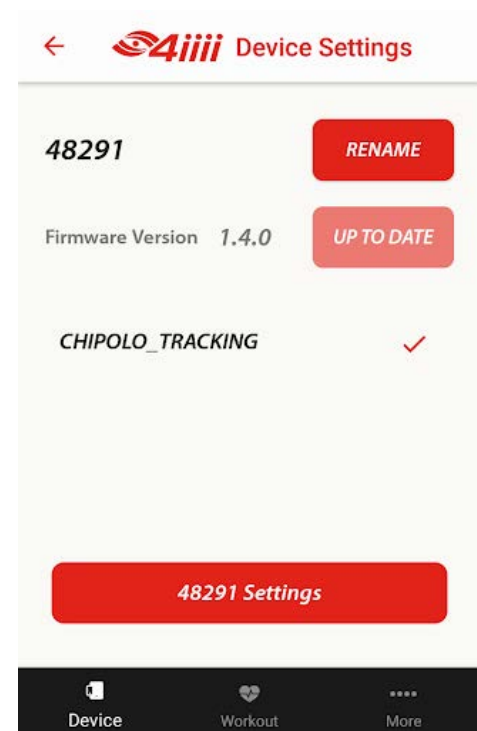 4iiii Device Settings
48291 RENAME
Firmware Version 1.4.0 UP TO DATE
CHIPOLO_TRACKING
48291 Settings
Device Workout More